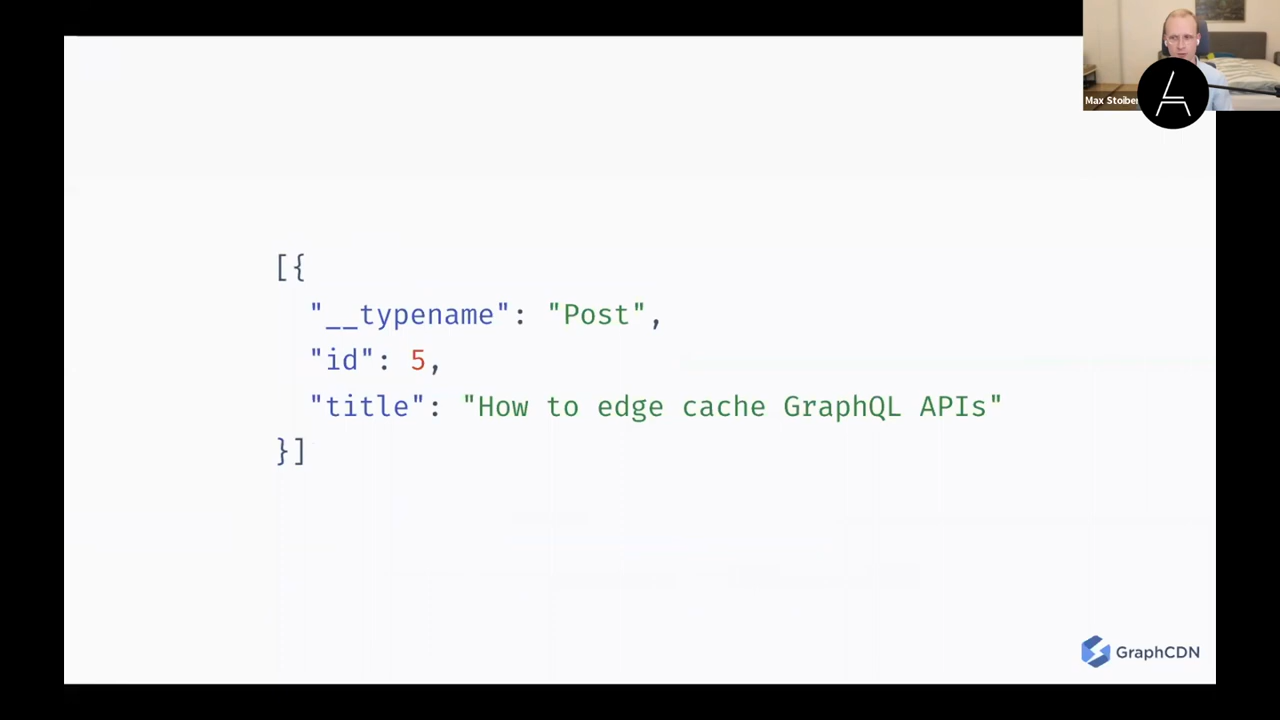 Max Stoiber
[{
"__typename": "Post",
"id": 5,
"title": "How to edge cache GraphQL APIs"
}]
GraphCDN